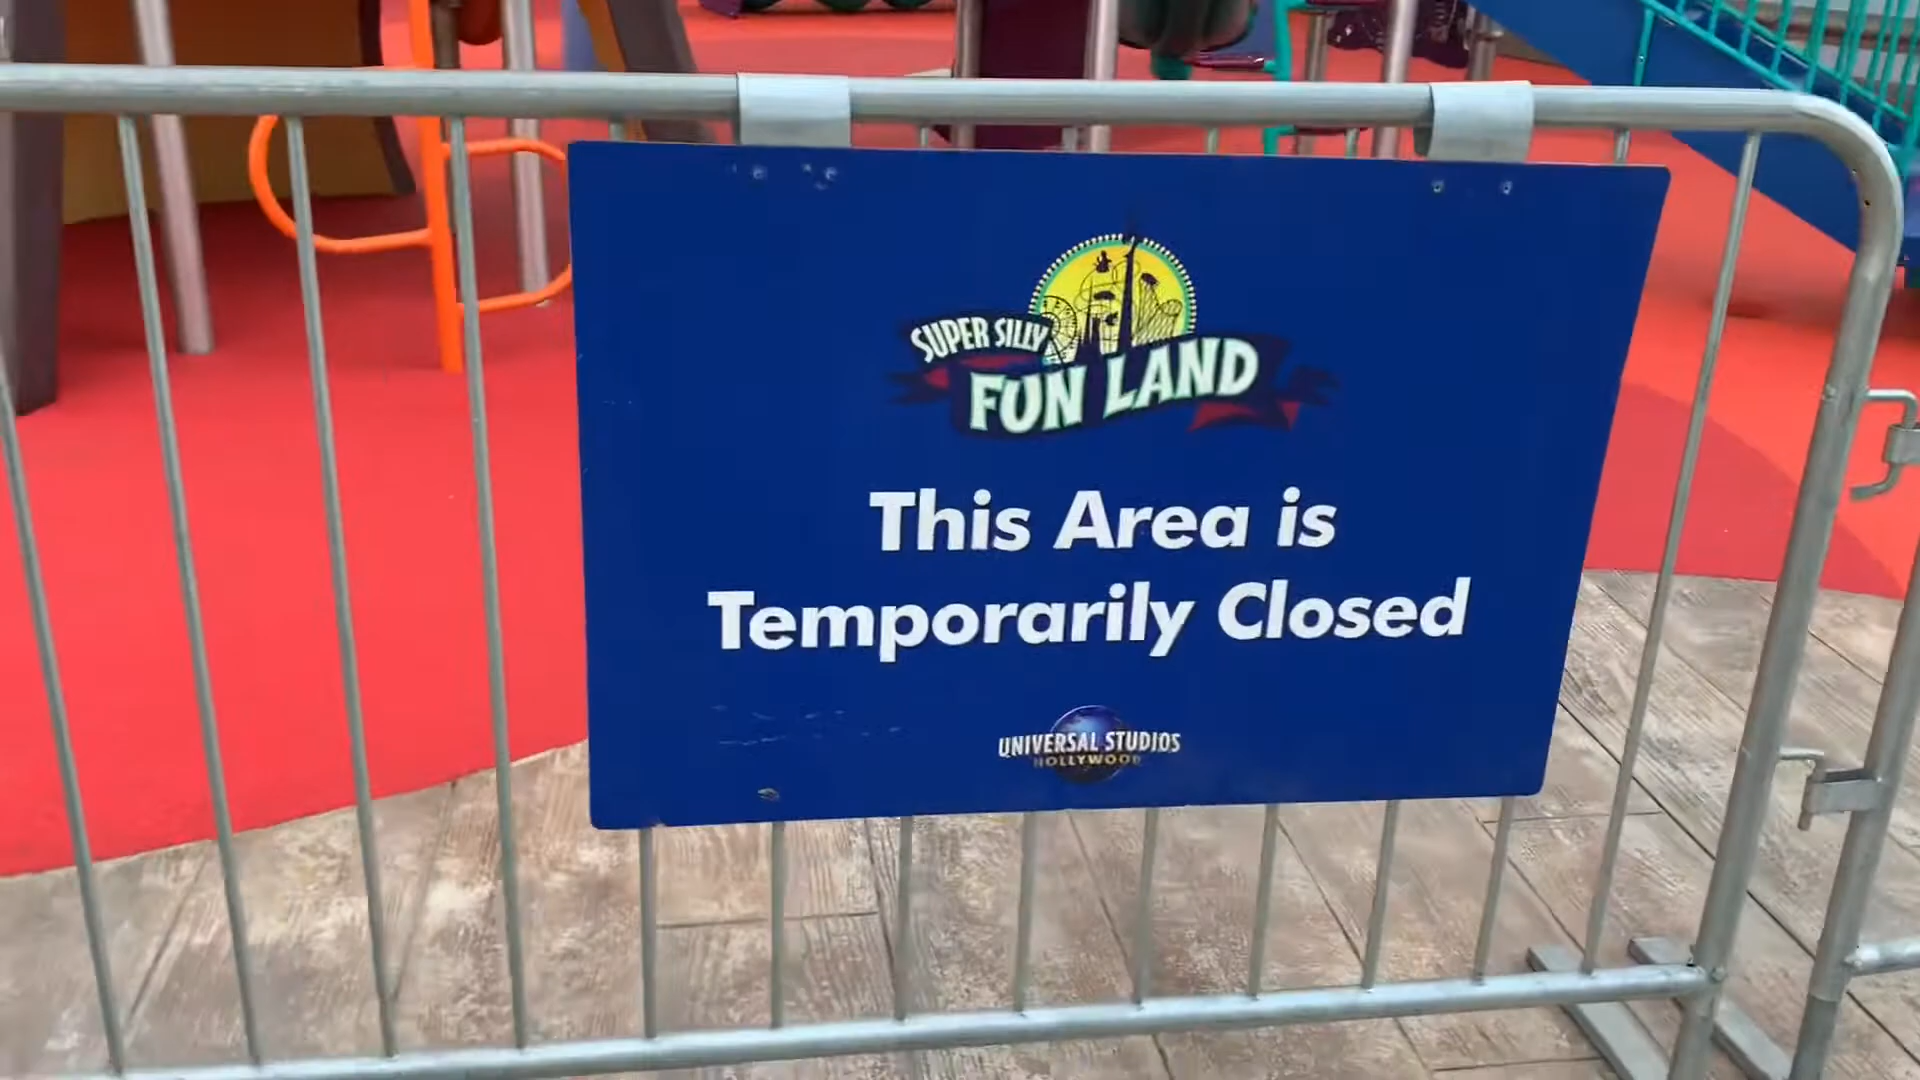 SUPER SILLY
FUN LAND
This Area is
Temporarily Closed
UNIVERSAL STUDIOS
HOLLYWOOD